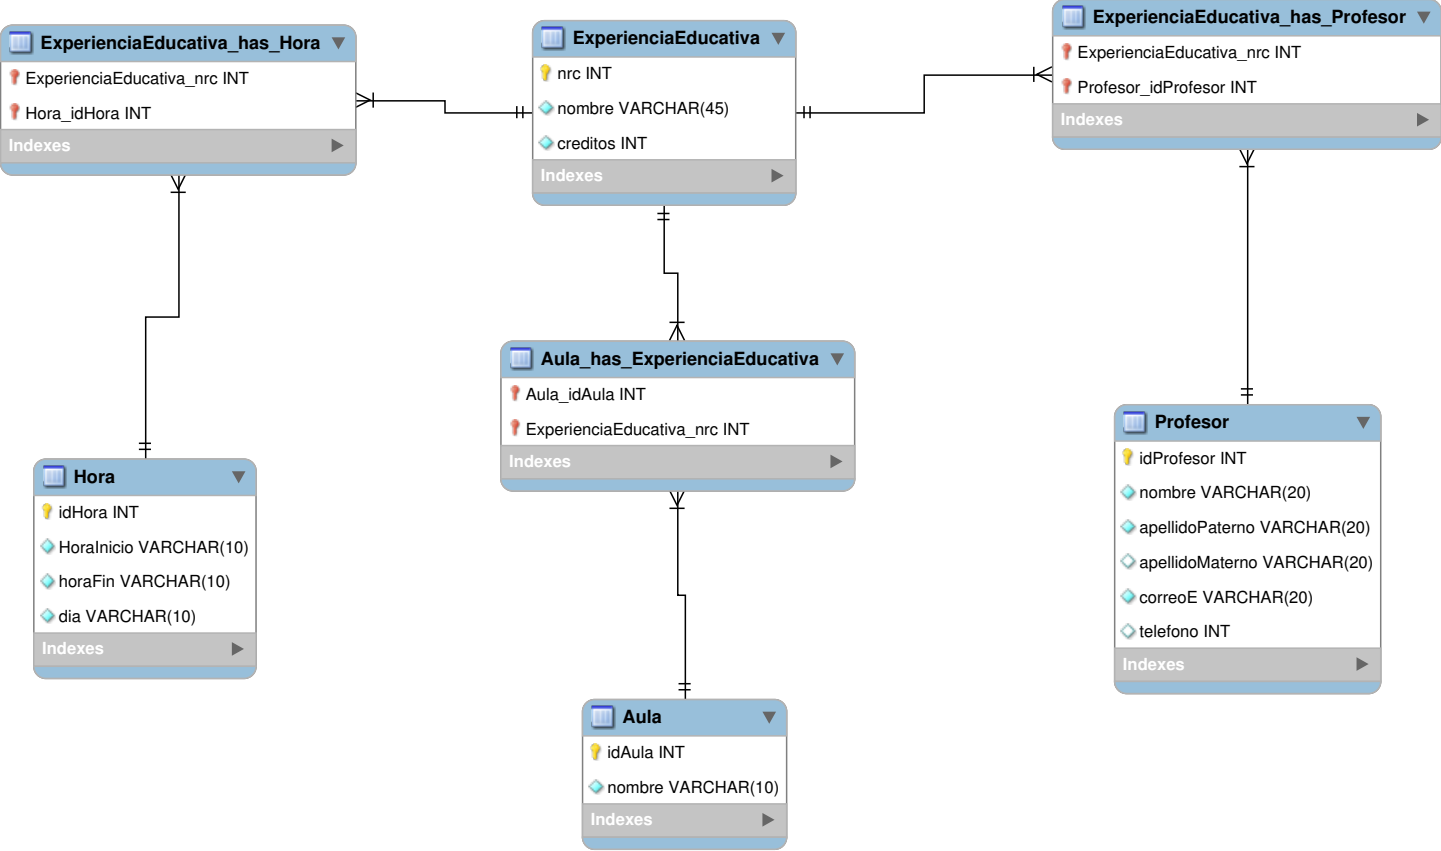 ExperienciaEducativa_has_Hora
ExperienciaEducativa_nrc INT
Hora_idHora INT
Indexes
ExperienciaEducativa
nrc INT
nombre VARCHAR(45)
creditos INT
Indexes
ExperienciaEducativa_has_Profesor
ExperienciaEducativa_nrc INT
Profesor_idProfesor INT
Indexes
Aula_has_ExperienciaEducativa
Aula_idAula INT
ExperienciaEducativa_nrc INT
Indexes
Hora
idHora INT
HoraInicio VARCHAR(10)
horaFin VARCHAR(10)
dia VARCHAR(10)
Indexes
Profesor
idProfesor INT
nombre VARCHAR(20)
apellidoPaterno VARCHAR(20)
apellidoMaterno VARCHAR(20)
correoE VARCHAR(20)
telefono INT
Indexes
Aula
idAula INT
nombre VARCHAR(10)
Indexes